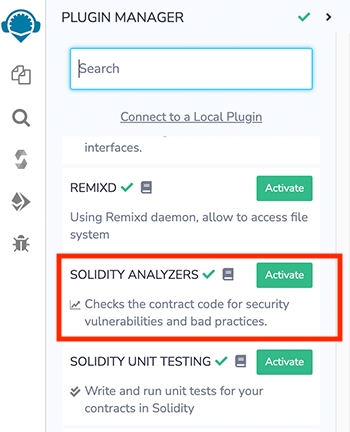 PLUGIN MANAGER
Search
Connect to a Local Plugin
interfaces.
REMIXD
Activate
Using Remixd daemon, allow to access file
system
SOLIDITY ANALYZERS
Activate
Checks the contract code for security
vulnerabilities and bad practices.
SOLIDITY UNIT TESTING
Activate
Write and run unit tests for your
contracts in Solidity